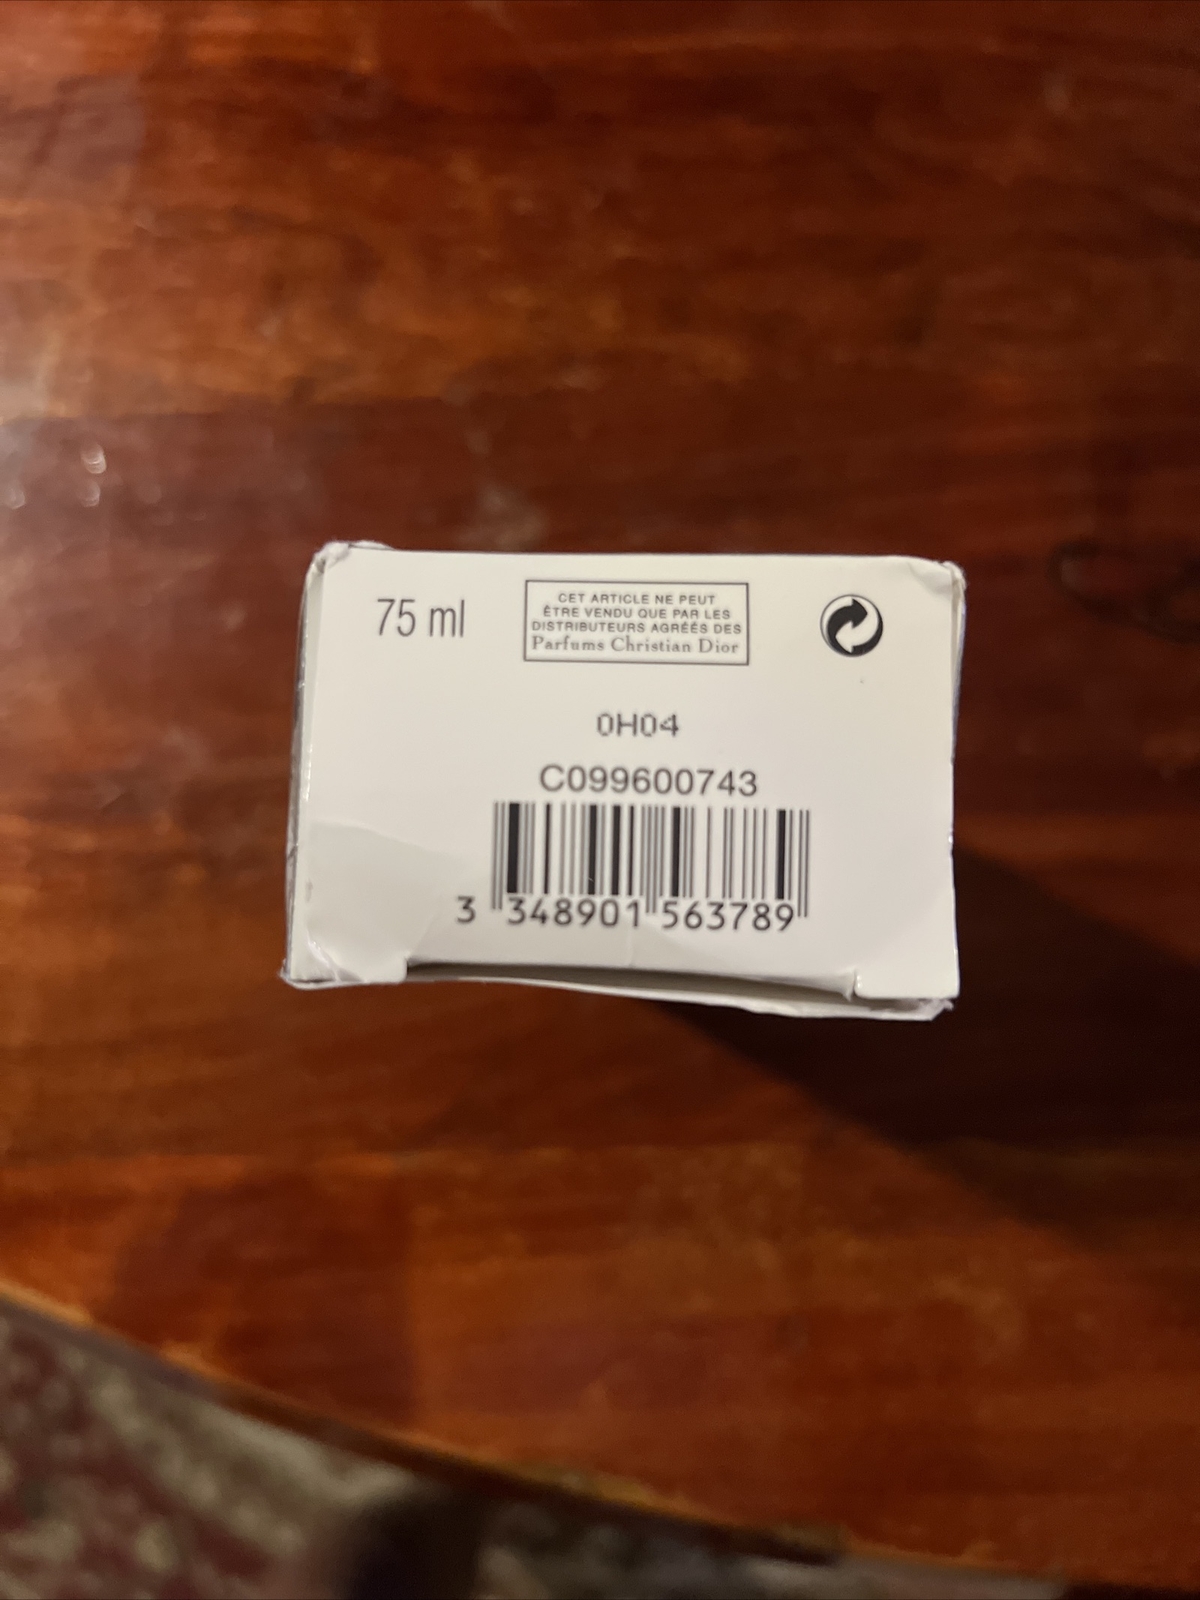 75 ml
CET ARTICLE NE PEUT
ÊTRE VENDU QUE PAR LES
DISTRIBUTEURS AGRÉÉS DES
Parfums Christian Dior
0H04
C099600743
3 348901 563789